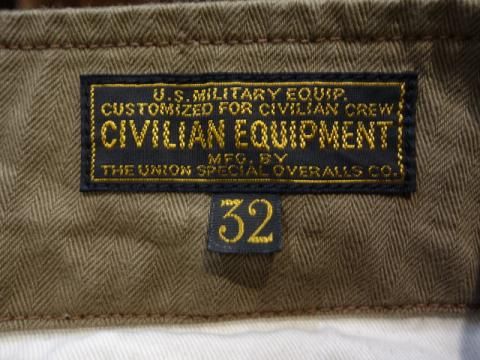 U.S. MILITARY EQUIP.
CUSTOMIZED FOR CIVILIAN CREW
CIVILIAN EQUIPMENT
MFG. BY
THE UNION SPECIAL OVERALLS CO.
32